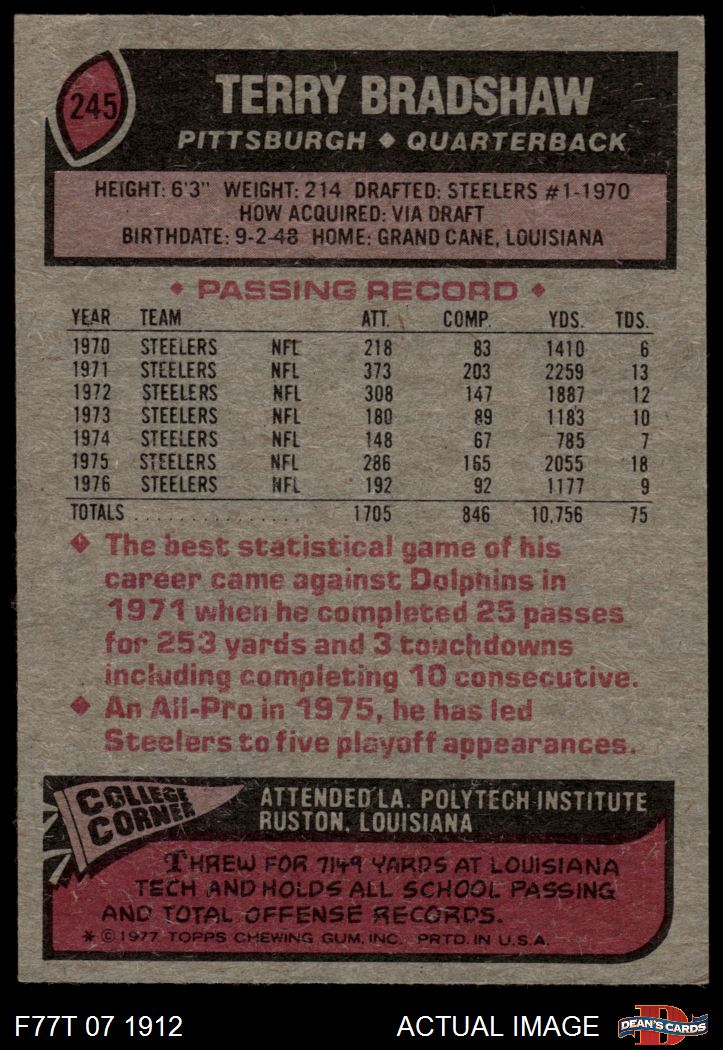 245
TERRY BRADSHAW
PITTSBURGH ◆ QUARTERBACK
HEIGHT: 6'3" WEIGHT: 214 DRAFTED: STEELERS #1-1970
HOW ACQUIRED: VIA DRAFT
BIRTHDATE: 9-2-48 HOME: GRAND CANE, LOUISIANA
◆ PASSING RECORD ◆
YEAR TEAM ATT. COMP. YDS. TDS.
1970 STEELERS NFL 218 83 1410 6
1971 STEELERS NFL 373 203 2259 13
1972 STEELERS NFL 308 147 1887 12
1973 STEELERS NFL 180 89 1183 10
1974 STEELERS NFL 148 67 785 7
1975 STEELERS NFL 286 165 2055 18
1976 STEELERS NFL 192 92 1177 9
TOTALS ................ 1705 846 10,756 75
◆ The best statistical game of his
career came against Dolphins in
1971 when he completed 25 passes
for 253 yards and 3 touchdowns
including completing 10 consecutive.
◆ An All-Pro in 1975, he has led
Steelers to five playoff appearances.
COLLEGE
CORNER
ATTENDED LA. POLYTECH INSTITUTE
RUSTON, LOUISIANA
THREW FOR 7149 YARDS AT LOUISIANA
TECH AND HOLDS ALL SCHOOL PASSING
AND TOTAL OFFENSE RECORDS.
* © 1977 TOPPS CHEWING GUM, INC. PRTD. IN U.S.A.
F77T 07 1912 ACTUAL IMAGE
D
DEAN'S CARDS